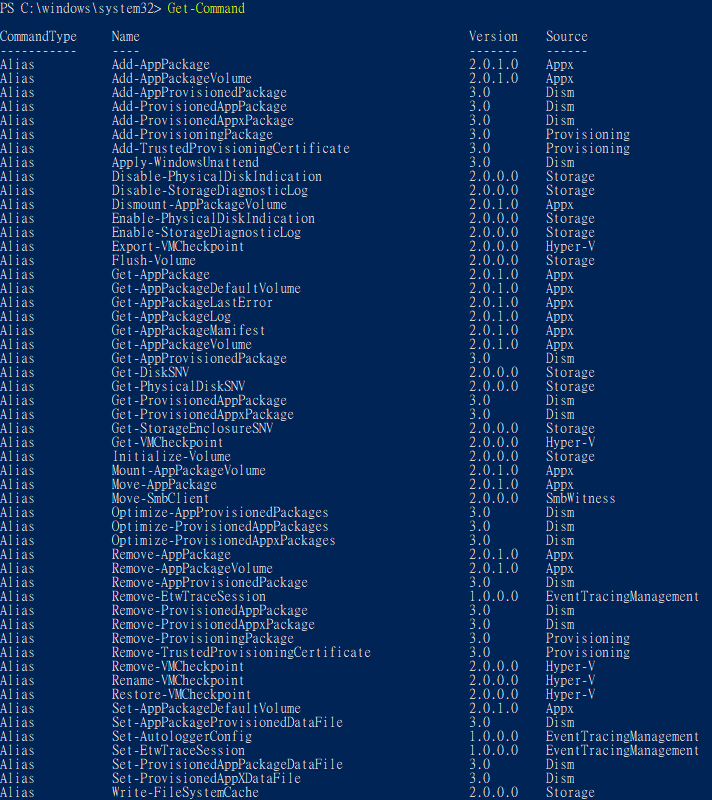 PS C:\windows\system32> Get-Command
CommandType Name Version Source
----------- ---- ------- ------
Alias Add-AppPackage 2.0.1.0 Appx
Alias Add-AppPackageVolume 2.0.1.0 Appx
Alias Add-AppProvisionedPackage 3.0 Dism
Alias Add-ProvisionedAppPackage 3.0 Dism
Alias Add-ProvisionedAppxPackage 3.0 Dism
Alias Add-ProvisioningPackage 3.0 Provisioning
Alias Add-TrustedProvisioningCertificate 3.0 Provisioning
Alias Apply-WindowsUnattend 3.0 Dism
Alias Disable-PhysicalDiskIndication 2.0.0.0 Storage
Alias Disable-StorageDiagnosticLog 2.0.0.0 Storage
Alias Dismount-AppPackageVolume 2.0.1.0 Appx
Alias Enable-PhysicalDiskIndication 2.0.0.0 Storage
Alias Enable-StorageDiagnosticLog 2.0.0.0 Storage
Alias Export-VMCheckpoint 2.0.0.0 Hyper-V
Alias Flush-Volume 2.0.0.0 Storage
Alias Get-AppPackage 2.0.1.0 Appx
Alias Get-AppPackageDefaultVolume 2.0.1.0 Appx
Alias Get-AppPackageLastError 2.0.1.0 Appx
Alias Get-AppPackageLog 2.0.1.0 Appx
Alias Get-AppPackageManifest 2.0.1.0 Appx
Alias Get-AppPackageVolume 2.0.1.0 Appx
Alias Get-AppProvisionedPackage 3.0 Dism
Alias Get-DiskSNV 2.0.0.0 Storage
Alias Get-PhysicalDiskSNV 2.0.0.0 Storage
Alias Get-ProvisionedAppPackage 3.0 Dism
Alias Get-ProvisionedAppxPackage 3.0 Dism
Alias Get-StorageEnclosureSNV 2.0.0.0 Storage
Alias Get-VMCheckpoint 2.0.0.0 Hyper-V
Alias Initialize-Volume 2.0.0.0 Storage
Alias Mount-AppPackageVolume 2.0.1.0 Appx
Alias Move-AppPackage 2.0.1.0 Appx
Alias Move-SmbClient 2.0.0.0 SmbWitness
Alias Optimize-AppProvisionedPackages 3.0 Dism
Alias Optimize-ProvisionedAppPackages 3.0 Dism
Alias Optimize-ProvisionedAppxPackages 3.0 Dism
Alias Remove-AppPackage 2.0.1.0 Appx
Alias Remove-AppPackageVolume 2.0.1.0 Appx
Alias Remove-AppProvisionedPackage 3.0 Dism
Alias Remove-EtwTraceSession 1.0.0.0 EventTracingManagement
Alias Remove-ProvisionedAppPackage 3.0 Dism
Alias Remove-ProvisionedAppxPackage 3.0 Dism
Alias Remove-ProvisioningPackage 3.0 Provisioning
Alias Remove-TrustedProvisioningCertificate 3.0 Provisioning
Alias Remove-VMCheckpoint 2.0.0.0 Hyper-V
Alias Rename-VMCheckpoint 2.0.0.0 Hyper-V
Alias Restore-VMCheckpoint 2.0.0.0 Hyper-V
Alias Set-AppPackageDefaultVolume 2.0.1.0 Appx
Alias Set-AppPackageProvisionedDataFile 3.0 Dism
Alias Set-AutologgerConfig 1.0.0.0 EventTracingManagement
Alias Set-EtwTraceSession 1.0.0.0 EventTracingManagement
Alias Set-ProvisionedAppPackageDataFile 3.0 Dism
Alias Set-ProvisionedAppXDataFile 3.0 Dism
Alias Write-FileSystemCache 2.0.0.0 Storage